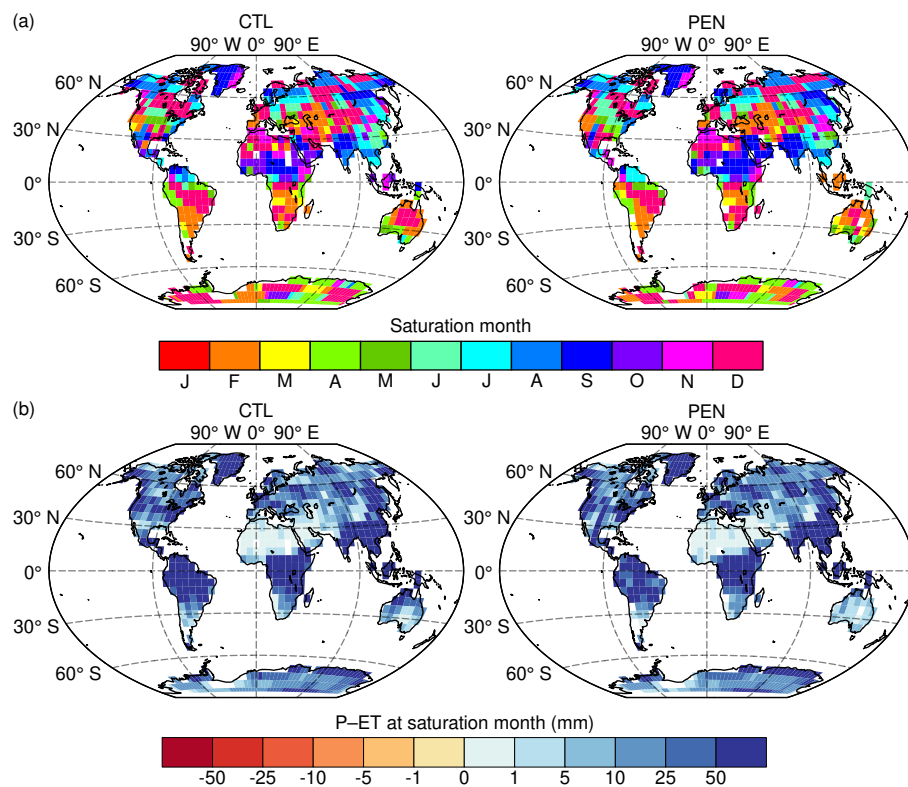 (a)
CTL
PEN
90° W 0° 90° E
90° W 0° 90° E
60° N
60° N
30° N
30° N
0°
0°
30° S
30° S
60° S
60° S
Saturation month
J F M A M J J A S O N D
(b)
CTL
PEN
90° W 0° 90° E
90° W 0° 90° E
60° N
60° N
30° N
30° N
0°
0°
30° S
30° S
60° S
60° S
P–ET at saturation month (mm)
-50 -25 -10 -5 -1 0 1 5 10 25 50